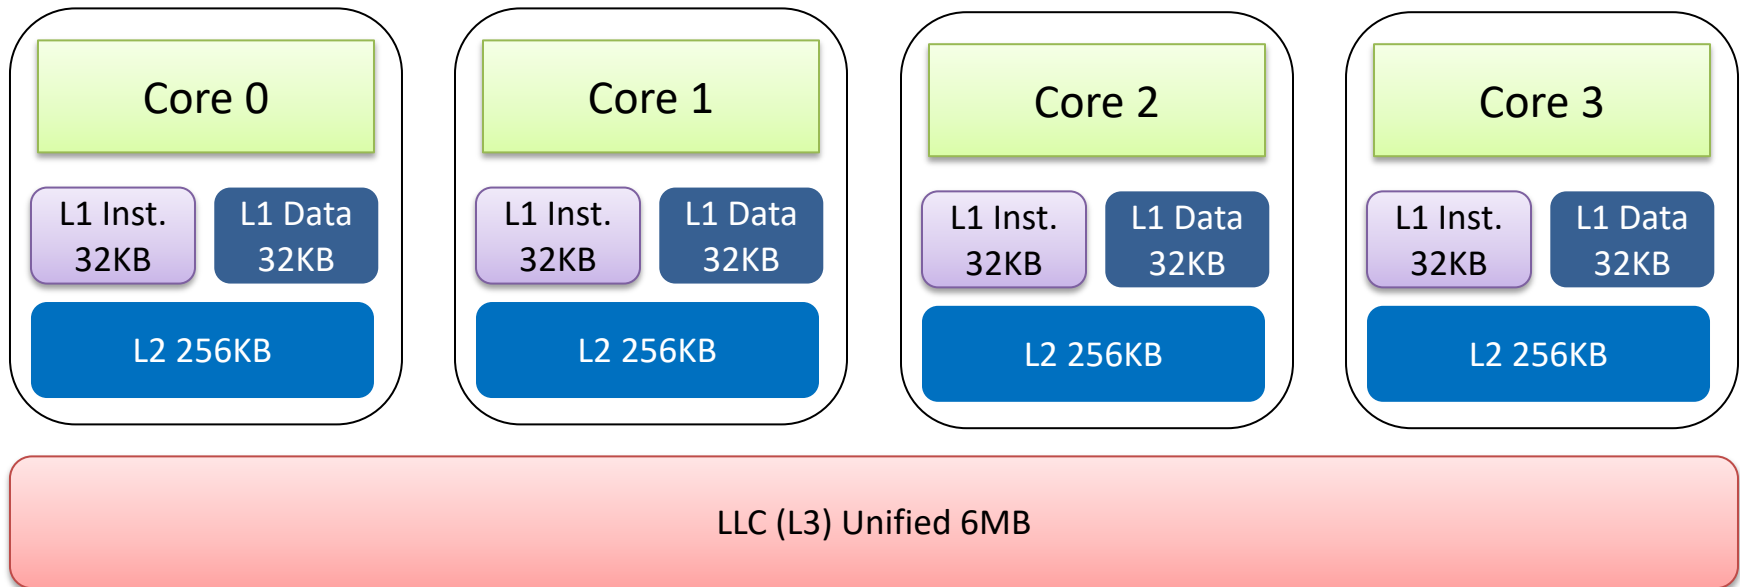 Core 0
L1 Inst.
32KB
L1 Data
32KB
L2 256KB
Core 1
L1 Inst.
32KB
L1 Data
32KB
L2 256KB
Core 2
L1 Inst.
32KB
L1 Data
32KB
L2 256KB
Core 3
L1 Inst.
32KB
L1 Data
32KB
L2 256KB
LLC (L3) Unified 6MB